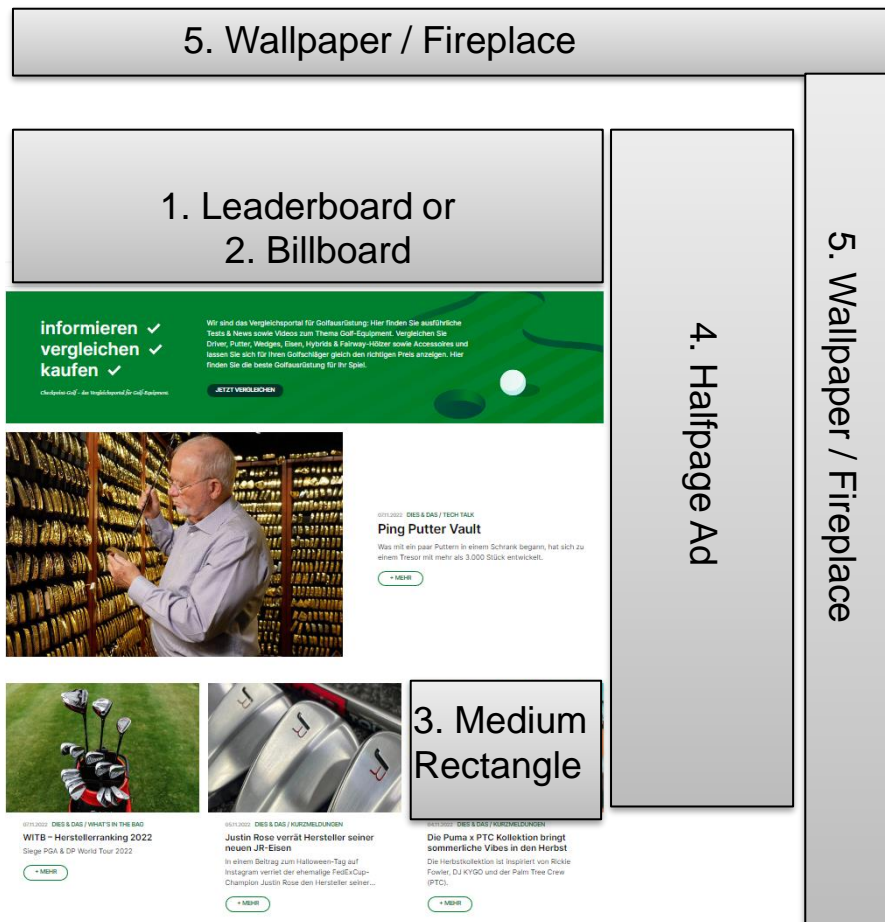 5. Wallpaper / Fireplace
1. Leaderboard or
2. Billboard
4. Halfpage Ad
5. Wallpaper / Fireplace
informieren ✓
vergleichen ✓
kaufen ✓
Checkpoint Golf – das Vergleichsportal für Golf-Equipment.
Wir sind das Vergleichsportal für Golfausrüstung: Hier finden Sie ausführliche
Tests & News sowie Videos zum Thema Golf-Equipment. Vergleichen Sie
Driver, Putter, Wedges, Eisen, Hybrids & Fairway-Hölzer sowie Accessoires und
lassen Sie sich für Ihren Golfschläger gleich den richtigen Preis anzeigen. Hier
finden Sie die beste Golfausrüstung für Ihr Spiel.
JETZT VERGLEICHEN
07.11.2022 DIES & DAS / TECH TALK
Ping Putter Vault
Was mit ein paar Puttern in einem Schrank begann, hat sich zu
einem Tresor mit mehr als 3.000 Stück entwickelt.
+ MEHR
3. Medium
Rectangle
07.11.2022 DIES & DAS / WHAT'S IN THE BAG
WITB – Herstellerranking 2022
Siege PGA & DP World Tour 2022
+ MEHR
JR
JR
05.11.2022 DIES & DAS / KURZMELDUNGEN
Justin Rose verrät Hersteller seiner
neuen JR-Eisen
In einem Beitrag zum Halloween-Tag auf
Instagram verriet der ehemalige FedExCup-
Champion Justin Rose den Hersteller seiner...
+ MEHR
04.11.2022 DIES & DAS / KURZMELDUNGEN
Die Puma x PTC Kollektion bringt
sommerliche Vibes in den Herbst
Die Herbstkollektion ist inspiriert von Rickie
Fowler, DJ KYGO und der Palm Tree Crew
(PTC).
+ MEHR